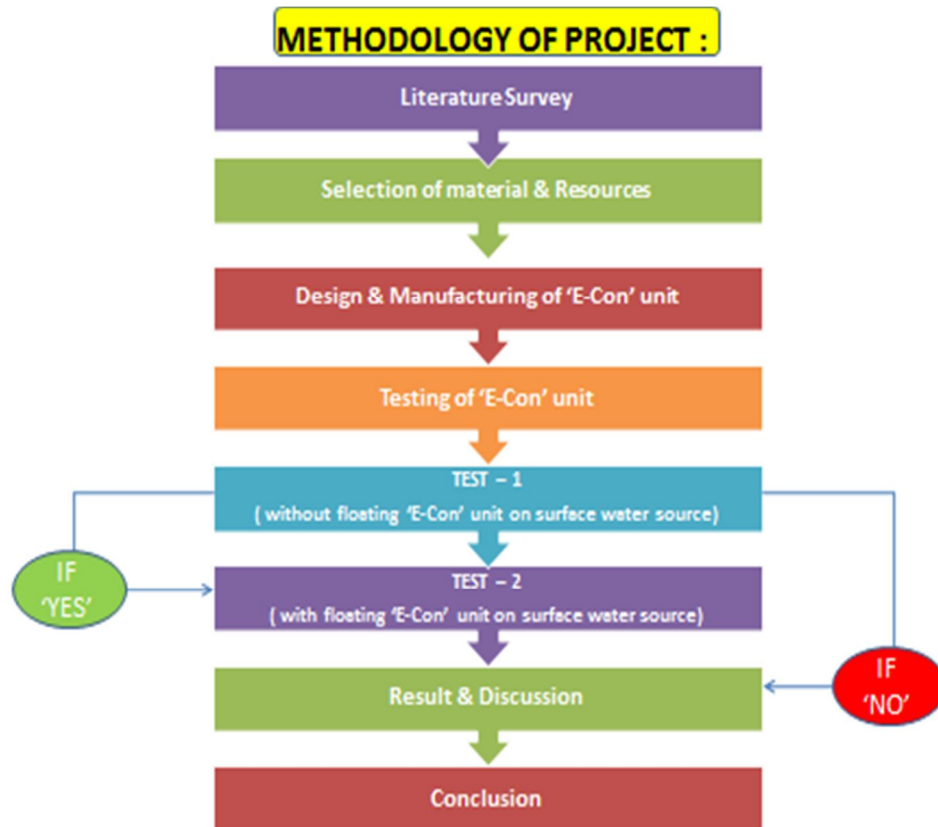 METHODOLOGY OF PROJECT :
Literature Survey
Selection of material & Resources
Design & Manufacturing of ‘E-Con’ unit
Testing of ‘E-Con’ unit
TEST – 1
( without floating ‘E-Con’ unit on surface water source)
IF
‘YES’
TEST – 2
( with floating ‘E-Con’ unit on surface water source)
IF
‘NO’
Result & Discussion
Conclusion